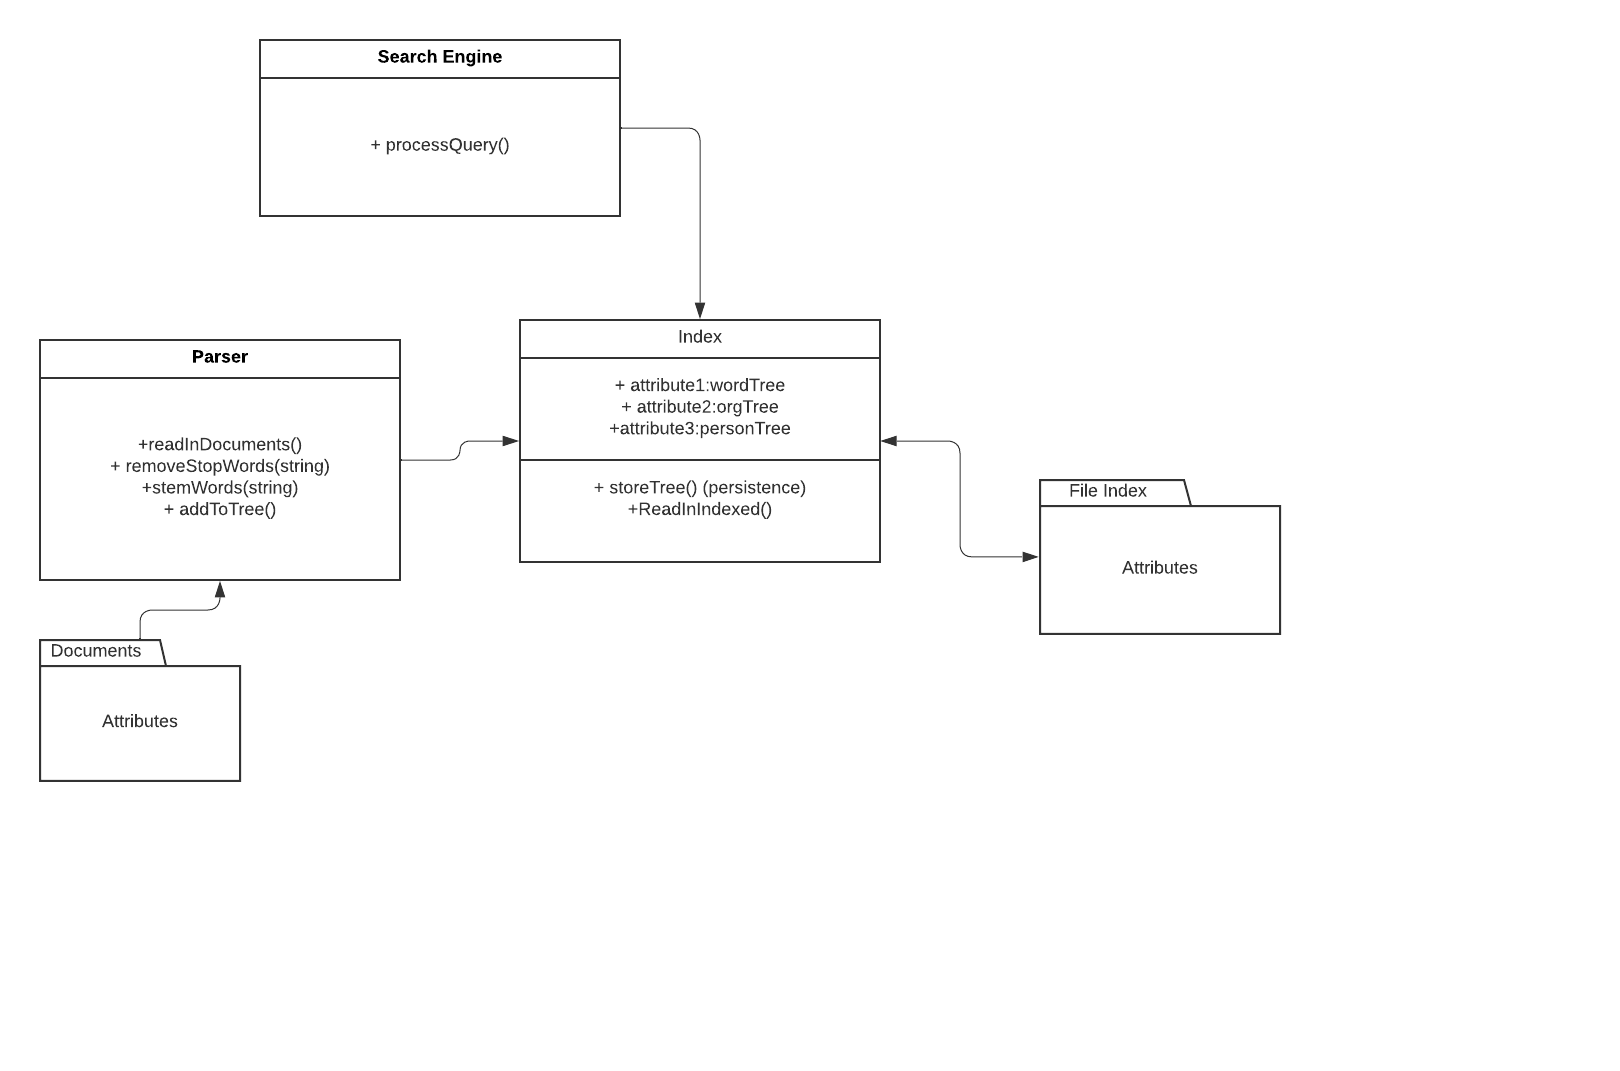 Search Engine
+ processQuery()
Parser
+readInDocuments()
+ removeStopWords(string)
+stemWords(string)
+ addToTree()
Index
+ attribute1:wordTree
+ attribute2:orgTree
+attribute3:personTree
+ storeTree() (persistence)
+ReadInIndexed()
File Index
Attributes
Documents
Attributes